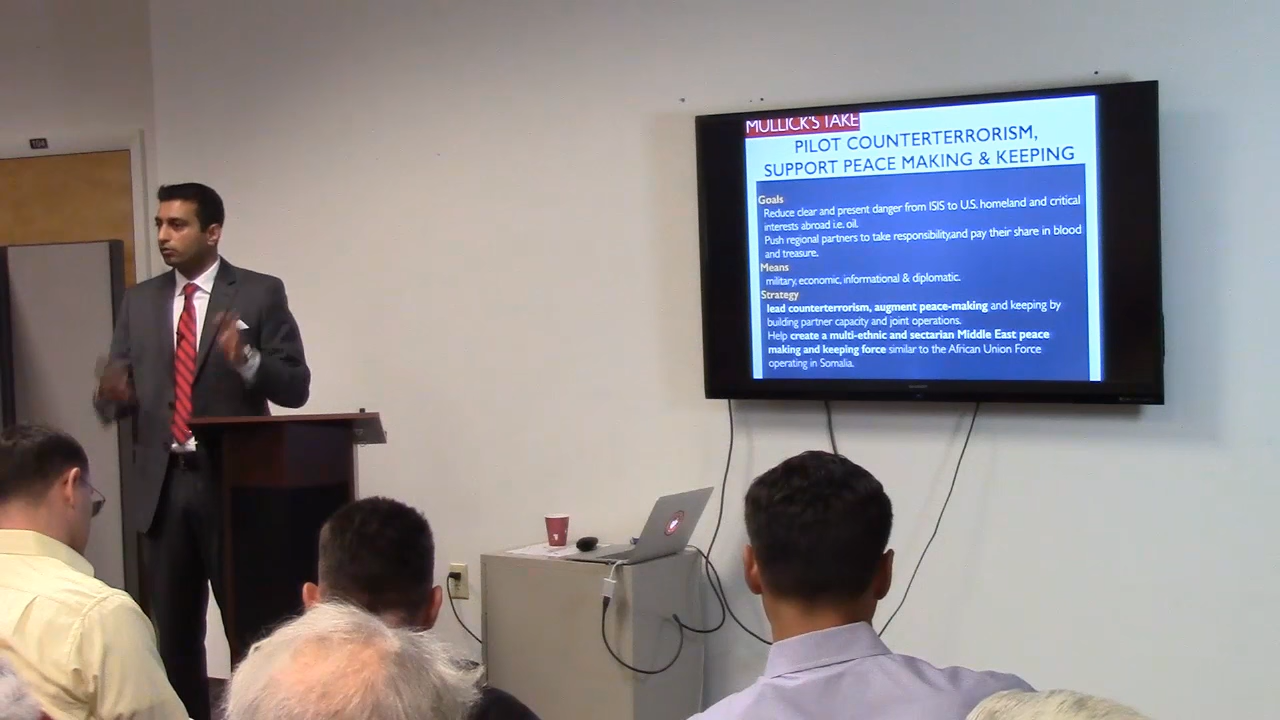 104
MULLICK'S TAKE
PILOT COUNTERTERRORISM,
SUPPORT PEACE MAKING & KEEPING
Goals
Reduce clear and present danger from ISIS to U.S. homeland and critical
interests abroad i.e. oil.
Push regional partners to take responsibility,and pay their share in blood
and treasure.
Means
military, economic, informational & diplomatic.
Strategy
lead counterterrorism, augment peace-making and keeping by
building partner capacity and joint operations.
Help create a multi-ethnic and sectarian Middle East peace
making and keeping force similar to the African Union Force
operating in Somalia.